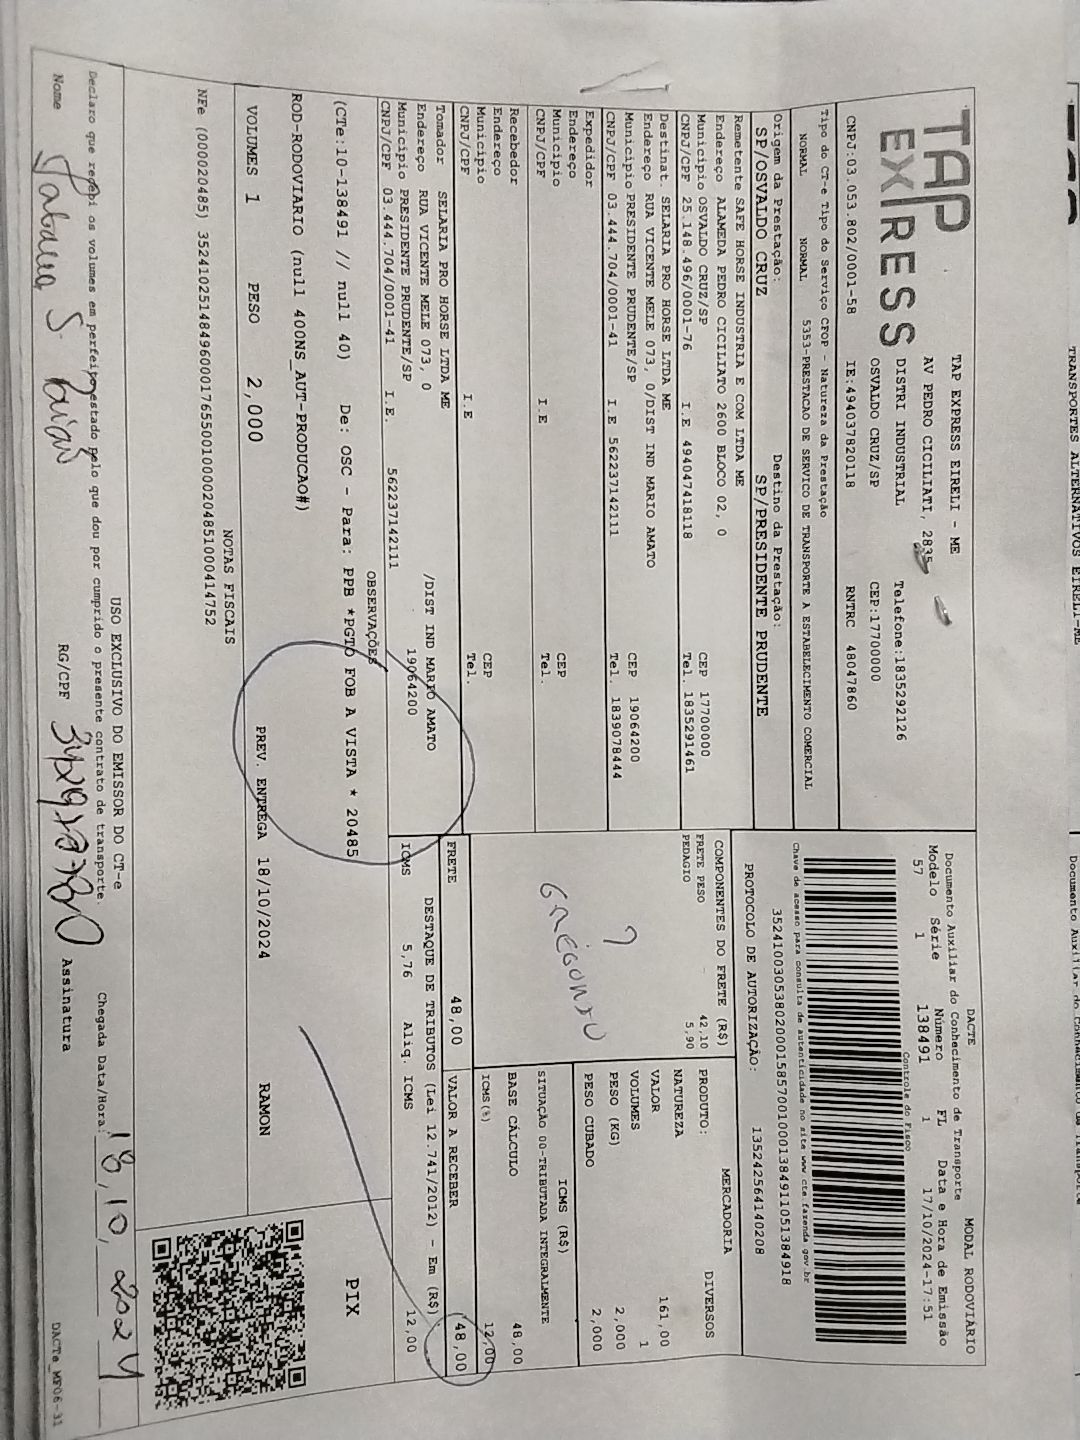 TAP
EXPRESS
TAP EXPRESS EIRELI - ME
AV PEDRO CICILIATI, 2835
DISTRI INDUSTRIAL
OSVALDO CRUZ/SP
Telefone:1835292126
CEP:17700000
CNPJ:03.053.802/0001-58 IE:494037820118 RNTRC 48047860
DACTE MODAL RODOVIÁRIO
Documento Auxiliar do Conhecimento de Transporte
Modelo Série Número FL Data e Hora de Emissão
57 1 138491 1 17/10/2024-17:51
Controle do Fisco
35241003053802000158570010001384911051384918
Chave de acesso para consulta de autenticidade no site www.cte.fazenda.gov.br
PROTOCOLO DE AUTORIZAÇÃO: 135242564140208
Tipo do CT-e Tipo do Serviço CFOP - Natureza da Prestação
NORMAL NORMAL 5353-PRESTACAO DE SERVICO DE TRANSPORTE A ESTABELECIMENTO COMERCIAL
Origem da Prestação: Destino da Prestação:
SP/OSVALDO CRUZ SP/PRESIDENTE PRUDENTE
Remetente SAFE HORSE INDUSTRIA E COM LTDA ME
Endereço ALAMEDA PEDRO CICILIATO 2600 BLOCO 02, 0
Município OSVALDO CRUZ/SP CEP 17700000
CNPJ/CPF 25.148.496/0001-76 I.E 494047418118 Tel. 1835291461
Destinat. SELARIA PRO HORSE LTDA ME
Endereço RUA VICENTE MELE 073, 0/DIST IND MARIO AMATO
Município PRESIDENTE PRUDENTE/SP CEP 19064200
CNPJ/CPF 03.444.704/0001-41 I.E 562237142111 Tel. 1839078444
Expedidor
Endereço
Município CEP
CNPJ/CPF I.E Tel.
Recebedor
Endereço
Município CEP
CNPJ/CPF I.E Tel.
Tomador SELARIA PRO HORSE LTDA ME
Endereço RUA VICENTE MELE 073, 0 /DIST IND MARIO AMATO
Município PRESIDENTE PRUDENTE/SP 19064200
CNPJ/CPF 03.444.704/0001-41 I.E. 562237142111
COMPONENTES DO FRETE (R$)
FRETE PESO 42,10
PEDAGIO 5,90
MERCADORIA
PRODUTO: DIVERSOS
NATUREZA
VALOR 161,00
VOLUMES 1
PESO (KG) 2,000
PESO CUBADO 2,000
ICMS (R$)
SITUAÇÃO 00-TRIBUTADA INTEGRALMENTE
BASE CÁLCULO 48,00
ICMS(%) 12,00
FRETE 48,00 VALOR A RECEBER 48,00
DESTAQUE DE TRIBUTOS (Lei 12.741/2012) - Em (R$)
ICMS 5,76 Aliq. ICMS 12,00
OBSERVAÇÕES
(CTe:10-138491 // null 40) De: OSC - Para: PPB *PGTO FOB A VISTA * 20485
ROD-RODOVIARIO (null 400NS_AUT-PRODUCAO#)
PIX
VOLUMES 1 PESO 2,000 PREV. ENTREGA 18/10/2024 RAMON
NOTAS FISCAIS
NFe (000020485) 35241025148496000176550010000204851000414752
USO EXCLUSIVO DO EMISSOR DO CT-e
Declaro que recebi os volumes em perfeito estado pelo que dou por cumprido o presente contrato de transporte.
Chegada Data/Hora: 18,10, 2024
Nome RG/CPF Assinatura
DACTe_MP06-31
TRANSPORTES ALTERNATIVOS EIRELI-ME